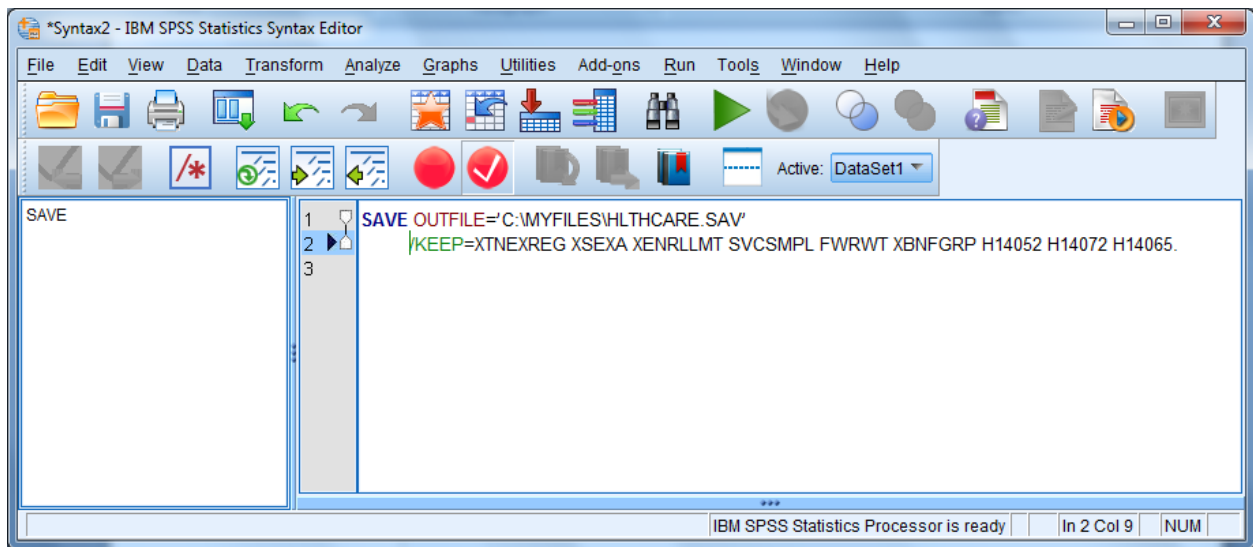 *Syntax2 - IBM SPSS Statistics Syntax Editor
File Edit View Data Transform Analyze Graphs Utilities Add-ons Run Tools Window Help
/*
Active: DataSet1
SAVE
1 SAVE OUTFILE='C:\MYFILES\HLTHCARE.SAV'
2 /KEEP=XTNEXREG XSEXA XENRLLMT SVCSMPL FWRWT XBNFGRP H14052 H14072 H14065.
3
IBM SPSS Statistics Processor is ready In 2 Col 9 NUM